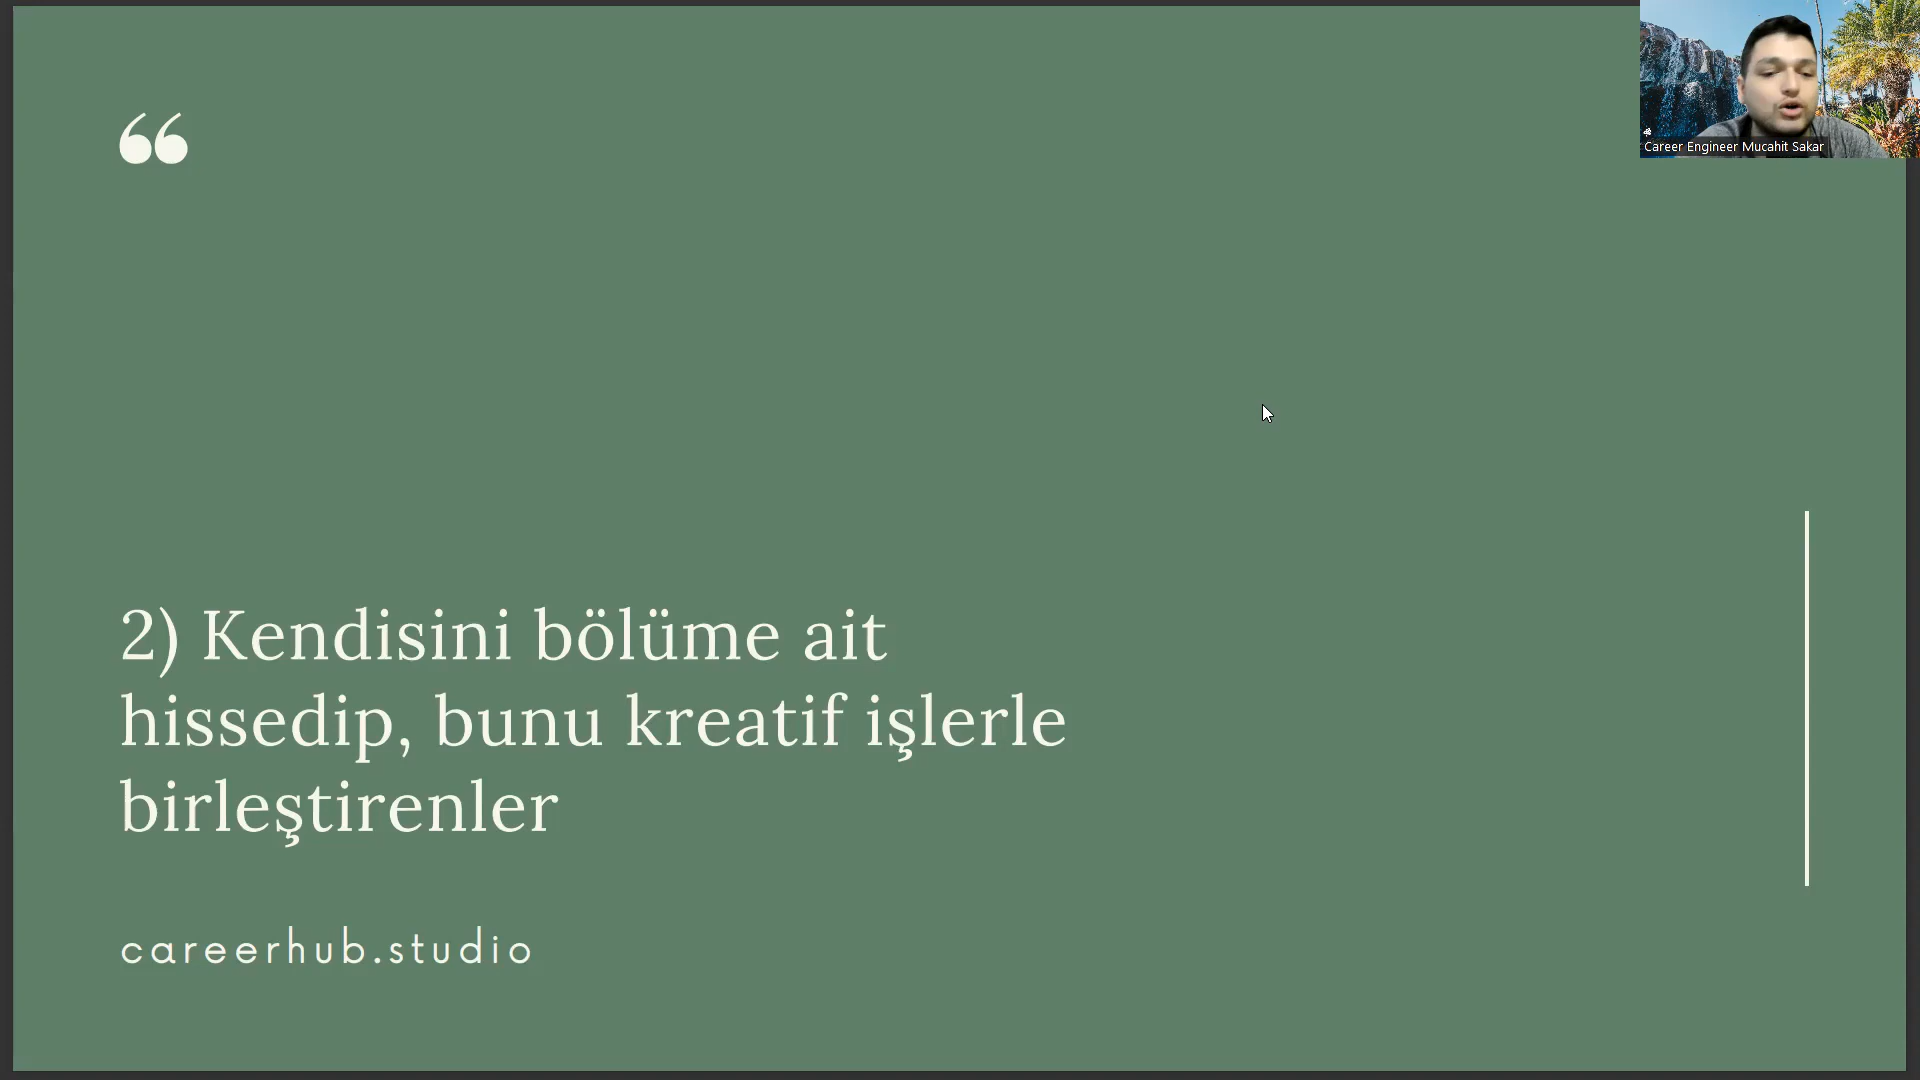 Career Engineer Mucahit Sakar
2) Kendisini bölüme ait
hissedip, bunu kreatif işlerle
birleştirenler
careerhub.studio